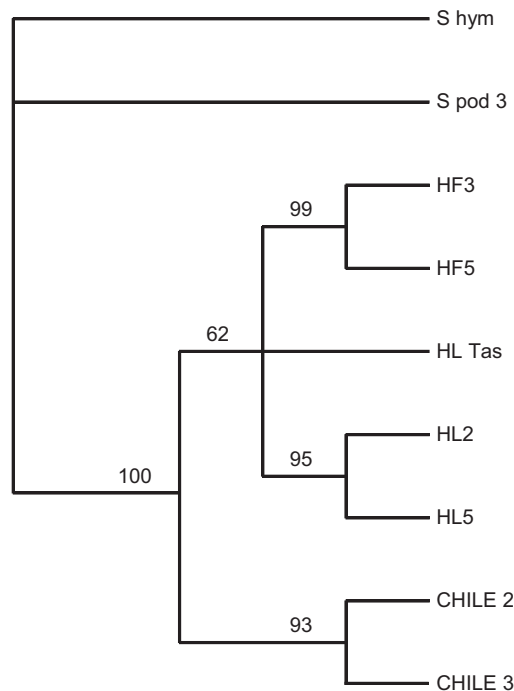 S hym
S pod 3
HF3
99
HF5
62
HL Tas
HL2
95
HL5
100
CHILE 2
93
CHILE 3